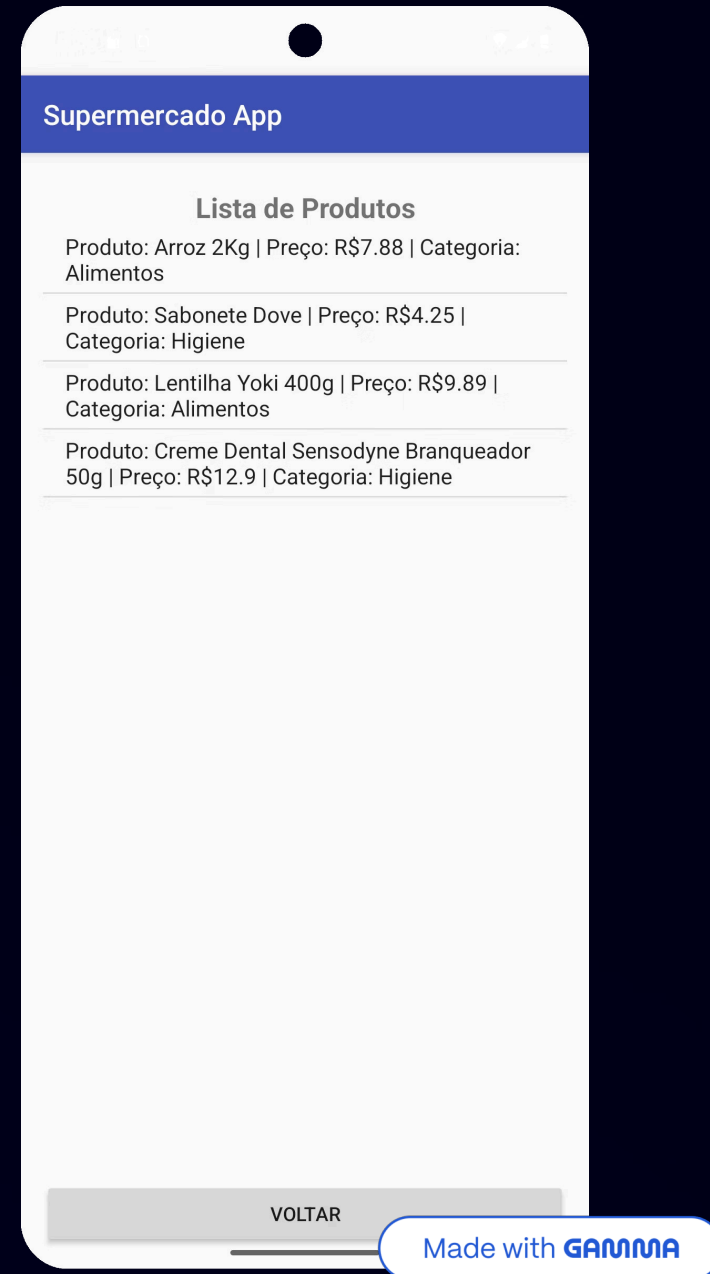 Supermercado App
Lista de Produtos
Produto: Arroz 2Kg | Preço: R$7.88 | Categoria:
Alimentos
Produto: Sabonete Dove | Preço: R$4.25 |
Categoria: Higiene
Produto: Lentilha Yoki 400g | Preço: R$9.89 |
Categoria: Alimentos
Produto: Creme Dental Sensodyne Branqueador
50g | Preço: R$12.9 | Categoria: Higiene
VOLTAR
Made with GAMMA